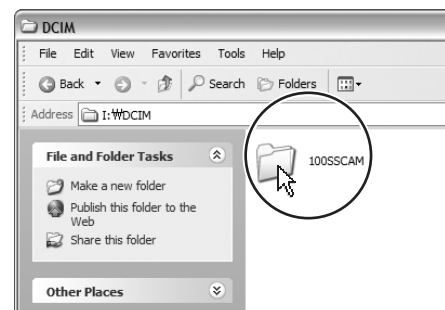 DCIM
File Edit View Favorites Tools Help
Back Search Folders
Address I:₩DCIM
File and Folder Tasks
Make a new folder
Publish this folder to the
Web
Share this folder
Other Places
100SSCAM